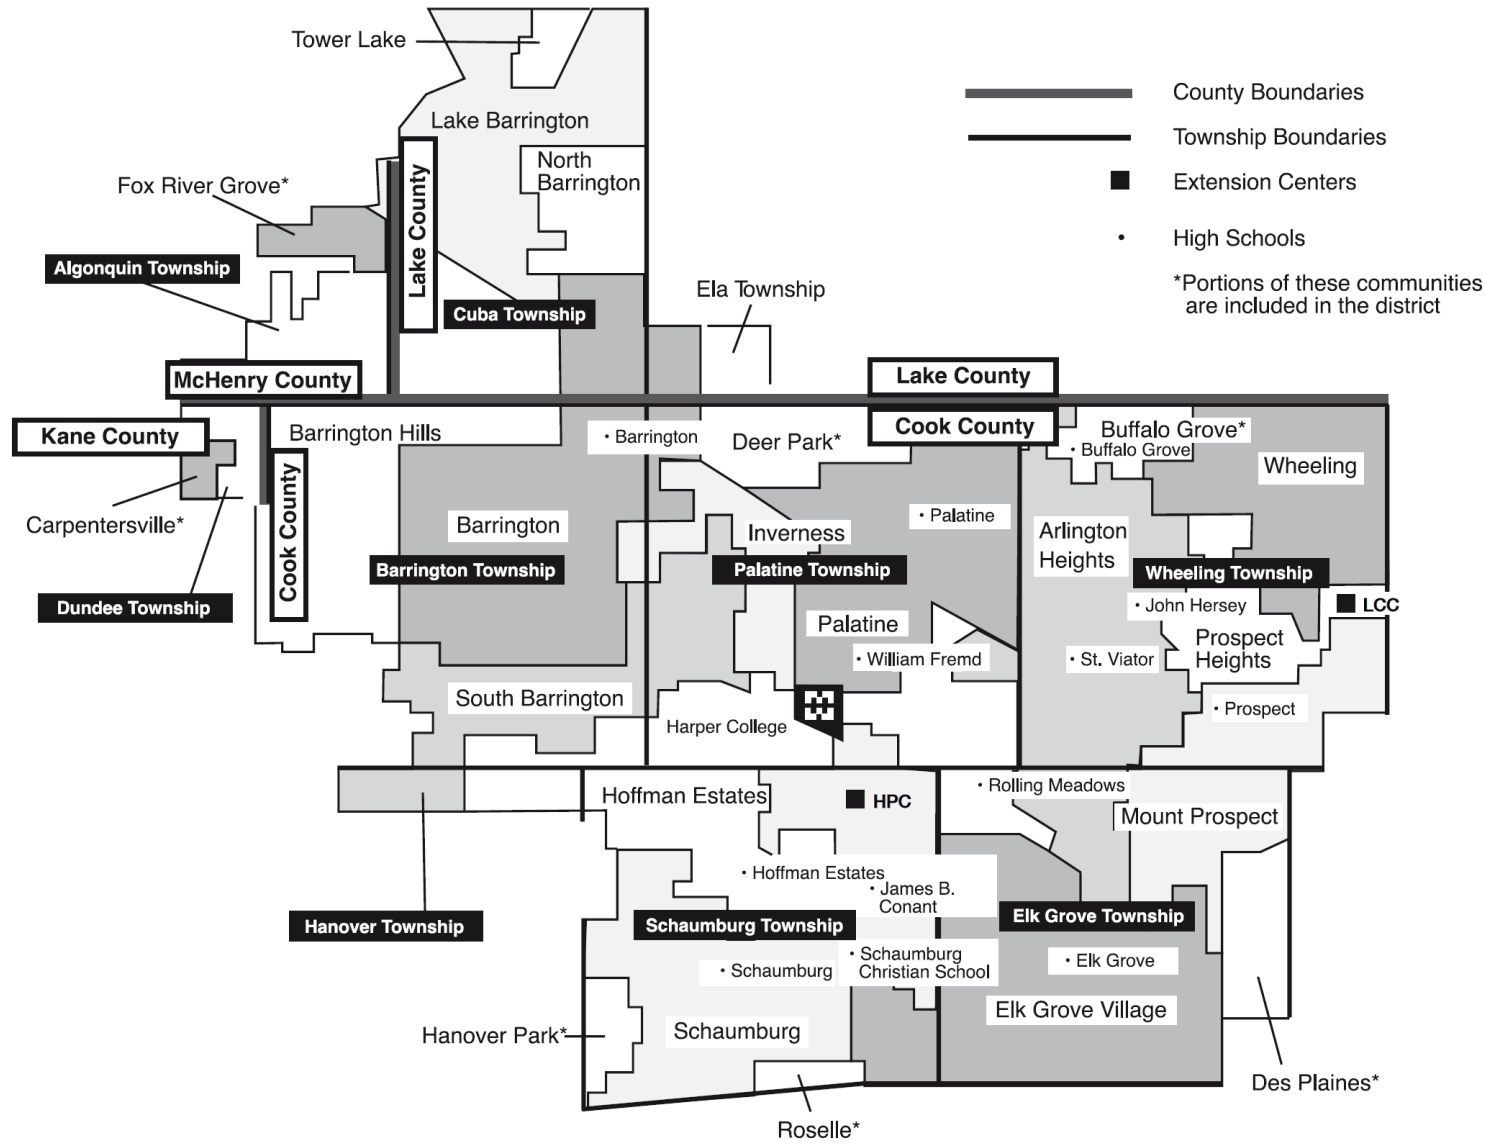 Tower Lake
County Boundaries
Lake Barrington
Township Boundaries
North
Barrington
Extension Centers
Fox River Grove*
Lake County
High Schools
Algonquin Township
*Portions of these communities
are included in the district
Ela Township
Cuba Township
McHenry County
Lake County
Kane County
Barrington Hills
• Barrington
Deer Park*
Cook County
Buffalo Grove*
• Buffalo Grove
Wheeling
Carpentersville*
Cook County
Barrington
Inverness
• Palatine
Arlington
Heights
Barrington Township
Palatine Township
Wheeling Township
Dundee Township
• John Hersey
LCC
Palatine
Prospect
Heights
• William Fremd
• St. Viator
South Barrington
• Prospect
Harper College
Hoffman Estates
HPC
• Rolling Meadows
Mount Prospect
• Hoffman Estates
• James B.
Conant
Hanover Township
Schaumburg Township
Elk Grove Township
• Schaumburg
• Schaumburg
Christian School
• Elk Grove
Elk Grove Village
Hanover Park*
Schaumburg
Des Plaines*
Roselle*